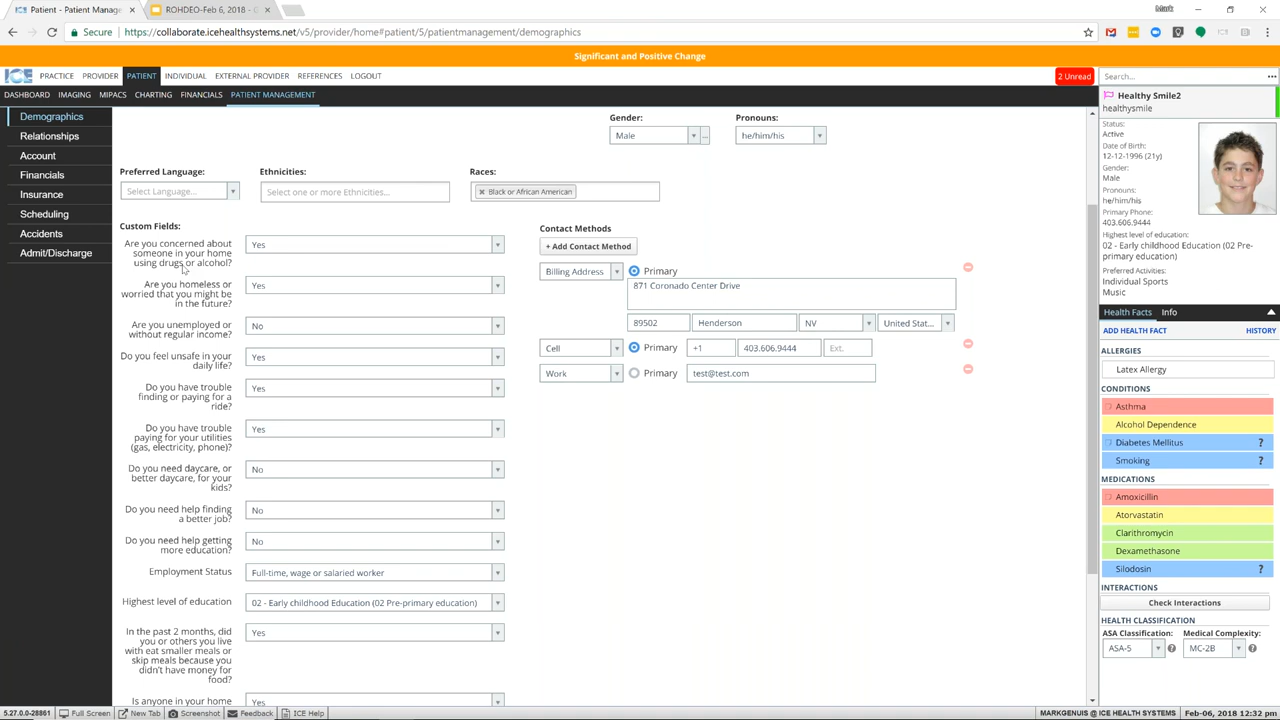 Patient - Patient Manage
ROHDEO-Feb 6, 2018 - 
Secure
https://collaborate.icehealthsystems.net/v5/provider/home#patient/5/patientmanagement/demographics
Significant and Positive Change
ICE PRACTICE PROVIDER PATIENT INDIVIDUAL EXTERNAL PROVIDER REFERENCES LOGOUT
2 Unread
Search...
DASHBOARD IMAGING MIPACS CHARTING FINANCIALS PATIENT MANAGEMENT
Demographics
Relationships
Account
Financials
Insurance
Scheduling
Accidents
Admit/Discharge
Gender:
Male
...
Pronouns:
he/him/his
Preferred Language:
Select Language...
Ethnicities:
Select one or more Ethnicities...
Races:
Black or African American
Custom Fields:
Are you concerned about
someone in your home
using drugs or alcohol?
Yes
Are you homeless or
worried that you might be
in the future?
Yes
Are you unemployed or
without regular income?
No
Do you feel unsafe in your
daily life?
Yes
Do you have trouble
finding or paying for a
ride?
Yes
Do you have trouble
paying for your utilities
(gas, electricity, phone)?
Yes
Do you need daycare, or
better daycare, for your
kids?
No
Do you need help finding
a better job?
No
Do you need help getting
more education?
No
Employment Status
Full-time, wage or salaried worker
Highest level of education
02 - Early childhood Education (02 Pre-primary education)
In the past 2 months, did
you or others you live
with eat smaller meals or
skip meals because you
didn't have money for
food?
Yes
Is anyone in your home
Yes
Contact Methods
+ Add Contact Method
Billing Address
Primary
871 Coronado Center Drive
89502 Henderson NV United Stat...
Cell Primary +1 403.606.9444 Ext.
Work Primary test@test.com
Healthy Smile2
healthysmile
Status:
Active
Date of Birth:
12-12-1996 (21y)
Gender:
Male
Pronouns:
he/him/his
Primary Phone:
403.606.9444
Highest level of education:
02 - Early childhood Education (02 Pre-
primary education)
Preferred Activities:
Individual Sports
Music
Health Facts Info
ADD HEALTH FACT HISTORY
ALLERGIES
Latex Allergy
CONDITIONS
Asthma
Alcohol Dependence
Diabetes Mellitus ?
Smoking ?
MEDICATIONS
Amoxicillin
Atorvastatin
Clarithromycin
Dexamethasone
Silodosin ?
INTERACTIONS
Check Interactions
HEALTH CLASSIFICATION
ASA Classification: Medical Complexity:
ASA-5 ? MC-2B ?
5.27.0.0-28861 Full Screen New Tab Screenshot Feedback ICE Help
MARKGENUIS @ ICE HEALTH SYSTEMS Feb-06, 2018 12:32 pm